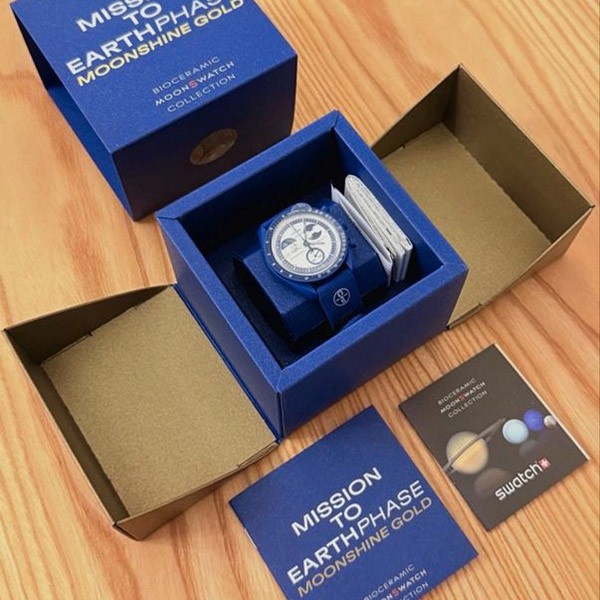 MISSION
TO
EARTHPHASE
MOONSHINE GOLD
BIOCERAMIC
MOONSWATCH
COLLECTION
BIOCERAMIC
MOONSWATCH
COLLECTION
swatch
MISSION
TO
EARTHPHASE
MOONSHINE GOLD
BIOCERAMIC
MOONSWATCH